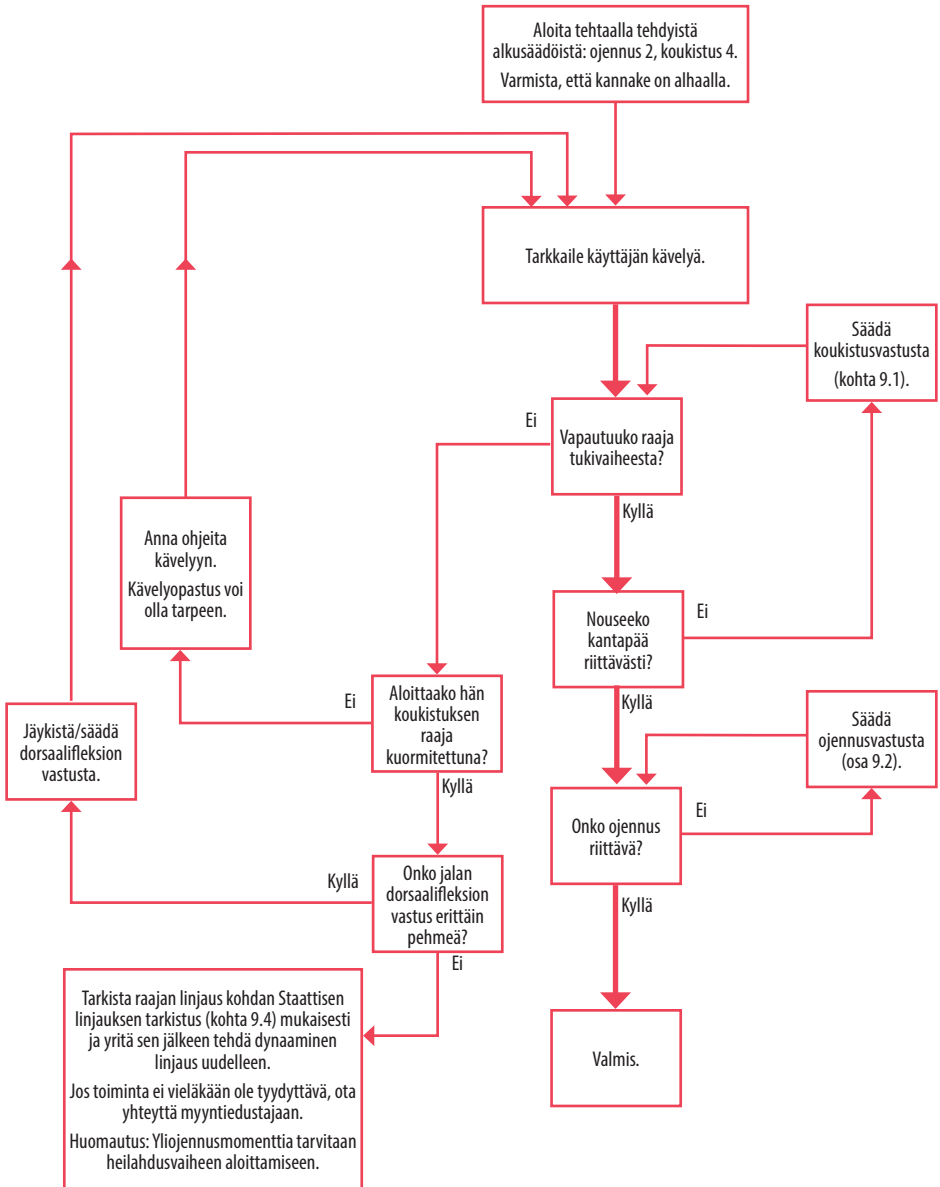 Aloita tehtaalla tehdyistä
alkusäädöistä: ojennus 2, koukistus 4.
Varmista, että kannake on alhaalla.
Tarkkaile käyttäjän kävelyä.
Säädä
koukistusvastusta
(kohta 9.1).
Ei
Vapautuuko raaja
tukivaiheesta?
Kyllä
Anna ohjeita
kävelyyn.
Kävelyopastus voi
olla tarpeen.
Nouseeko
kantapää
riittävästi?
Ei
Kyllä
Ei
Aloittaako hän
koukistuksen
raaja
kuormitettuna?
Kyllä
Jäykistä/säädä
dorsaalifleksion
vastusta.
Säädä
ojennusvastusta
(osa 9.2).
Onko ojennus
riittävä?
Ei
Kyllä
Kyllä
Onko jalan
dorsaalifleksion
vastus erittäin
pehmeä?
Ei
Tarkista raajan linjaus kohdan Staattisen
linjauksen tarkistus (kohta 9.4) mukaisesti
ja yritä sen jälkeen tehdä dynaaminen
linjaus uudelleen.
Jos toiminta ei vieläkään ole tyydyttävä, ota
yhteyttä myyntiedustajaan.
Huomautus: Yliojennusmomenttia tarvitaan
heilahdusvaiheen aloittamiseen.
Valmis.